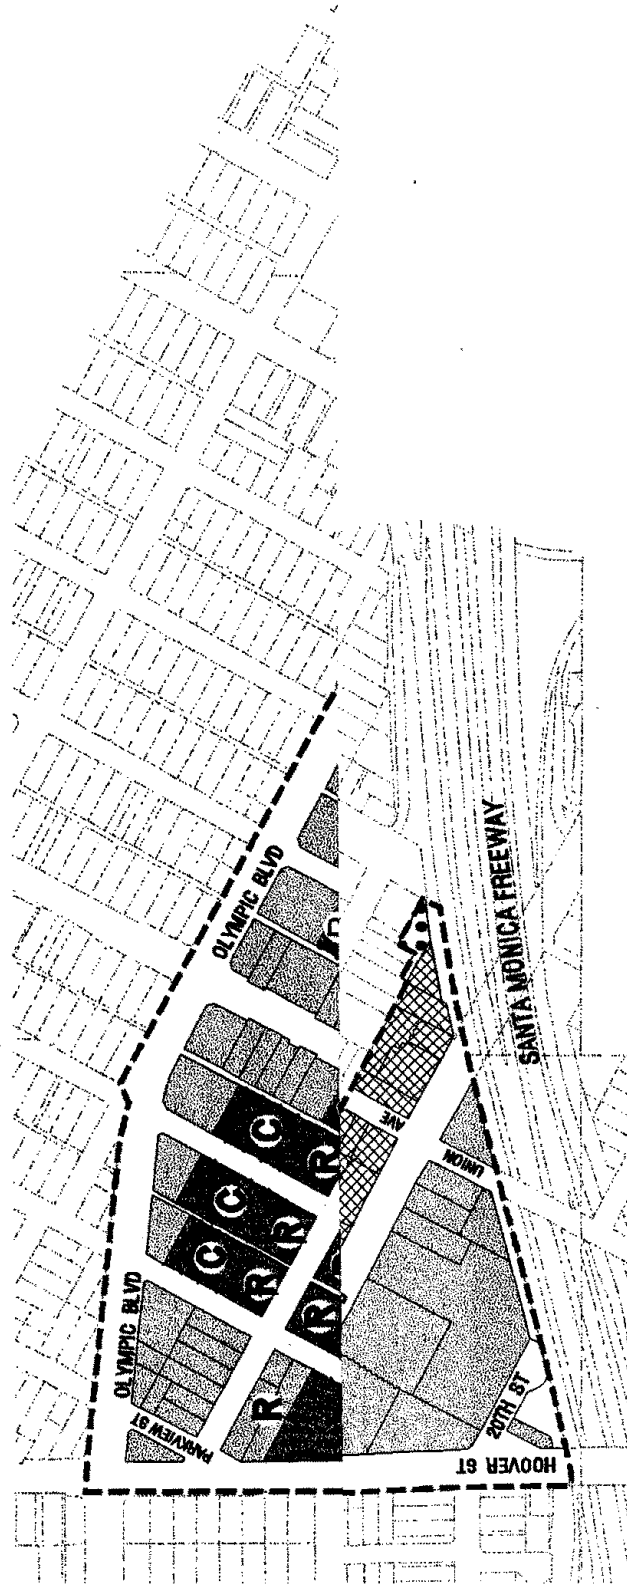 OLYMPIC BLVD
SANTA MONICA FREEWAY
AVE
C
R
UNION
C
R
C
R
R
OLYMPIC BLVD
R
PARKVIEW ST
20TH ST
HOOVER ST